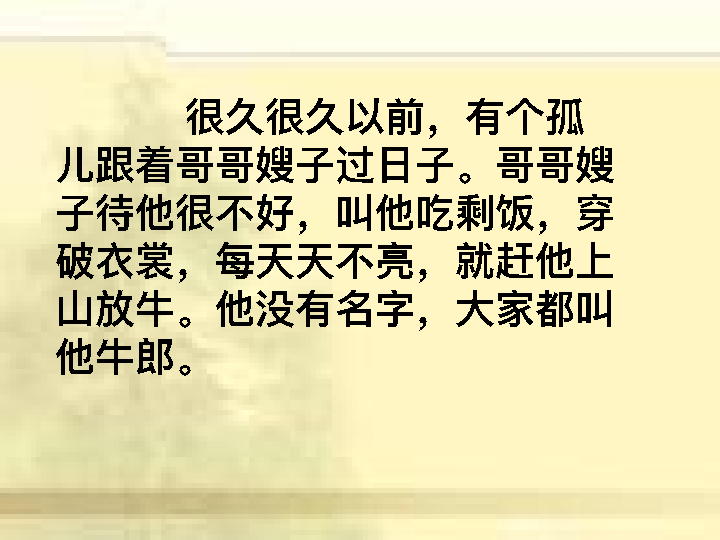 很久很久以前，有个孤
儿跟着哥哥嫂子过日子。哥哥嫂
子待他很不好，叫他吃剩饭，穿
破衣裳，每天天不亮，就赶他上
山放牛。他没有名字，大家都叫
他牛郎。